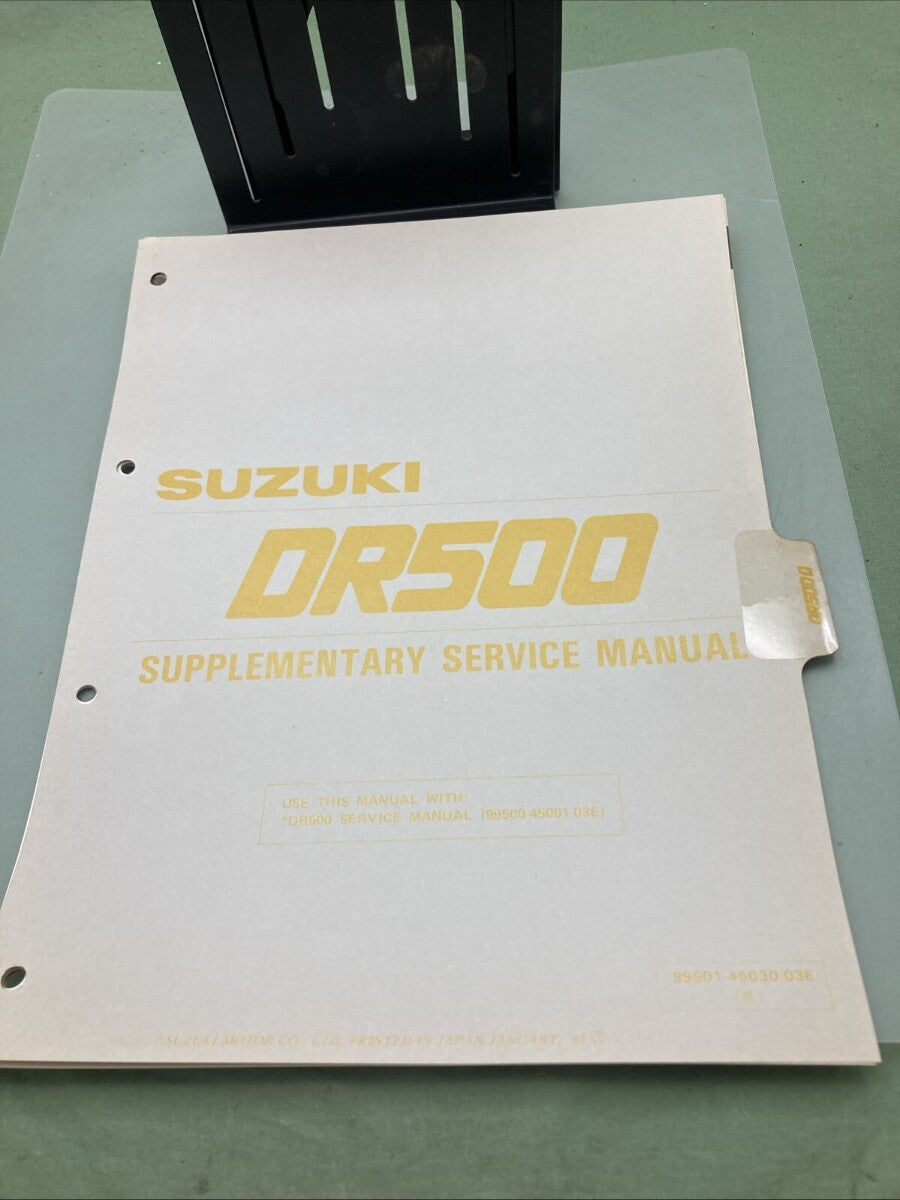 SUZUKI
DR500
SUPPLEMENTARY SERVICE MANUAL
DR500 D
USE THIS MANUAL WITH:
*DR500 SERVICE MANUAL (99500-45001-03E)
99501-45030-03E
SUZUKI MOTOR CO., LTD. PRINTED IN JAPAN JANUARY, '83